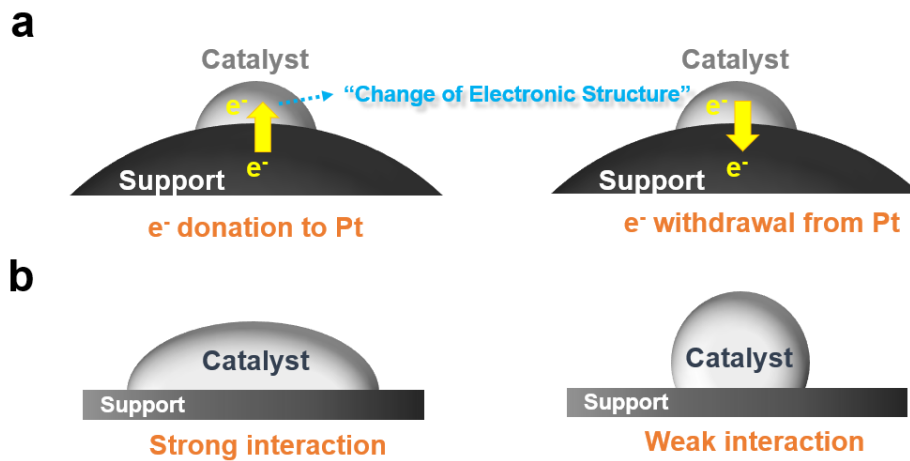 a
Catalyst
Catalyst
e- "Change of Electronic Structure" e-
e- e-
Support
Support
e- donation to Pt
e- withdrawal from Pt
b
Catalyst
Catalyst
Support
Support
Strong interaction
Weak interaction